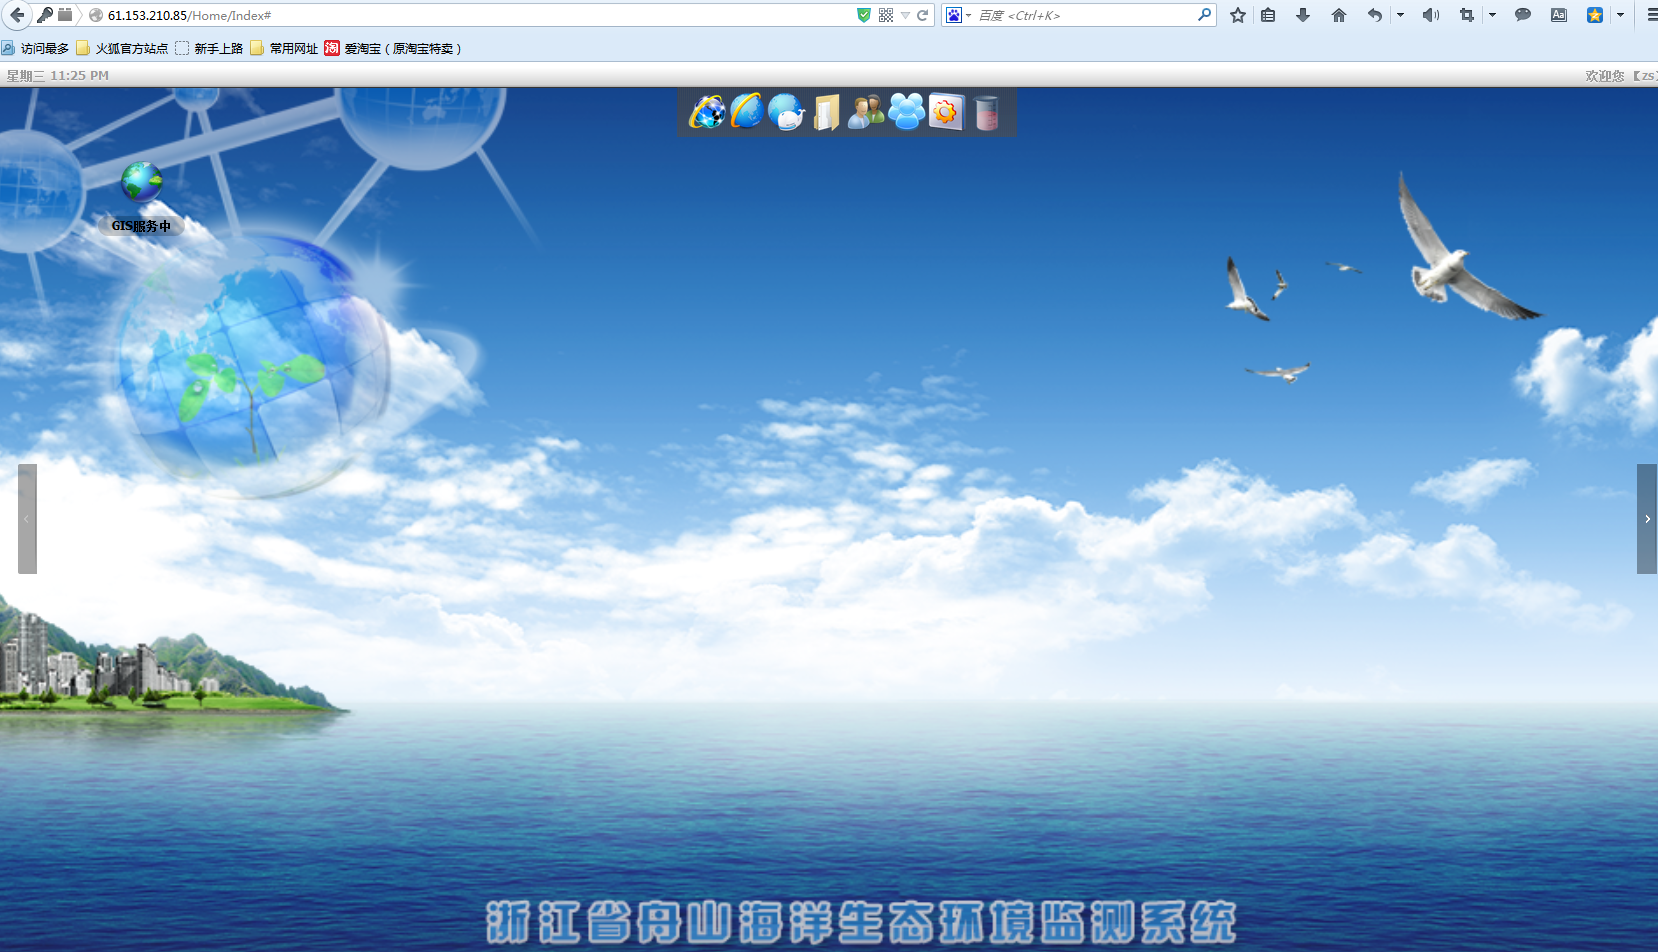 61.153.210.85/Home/Index#
百度 <Ctrl+K>
Aa
访问最多 火狐官方站点 新手上路 常用网址 淘 爱淘宝（原淘宝特卖）
星期三 11:25 PM
欢迎您 【zs】
GIS服务中
浙江省舟山海洋生态环境监测系统